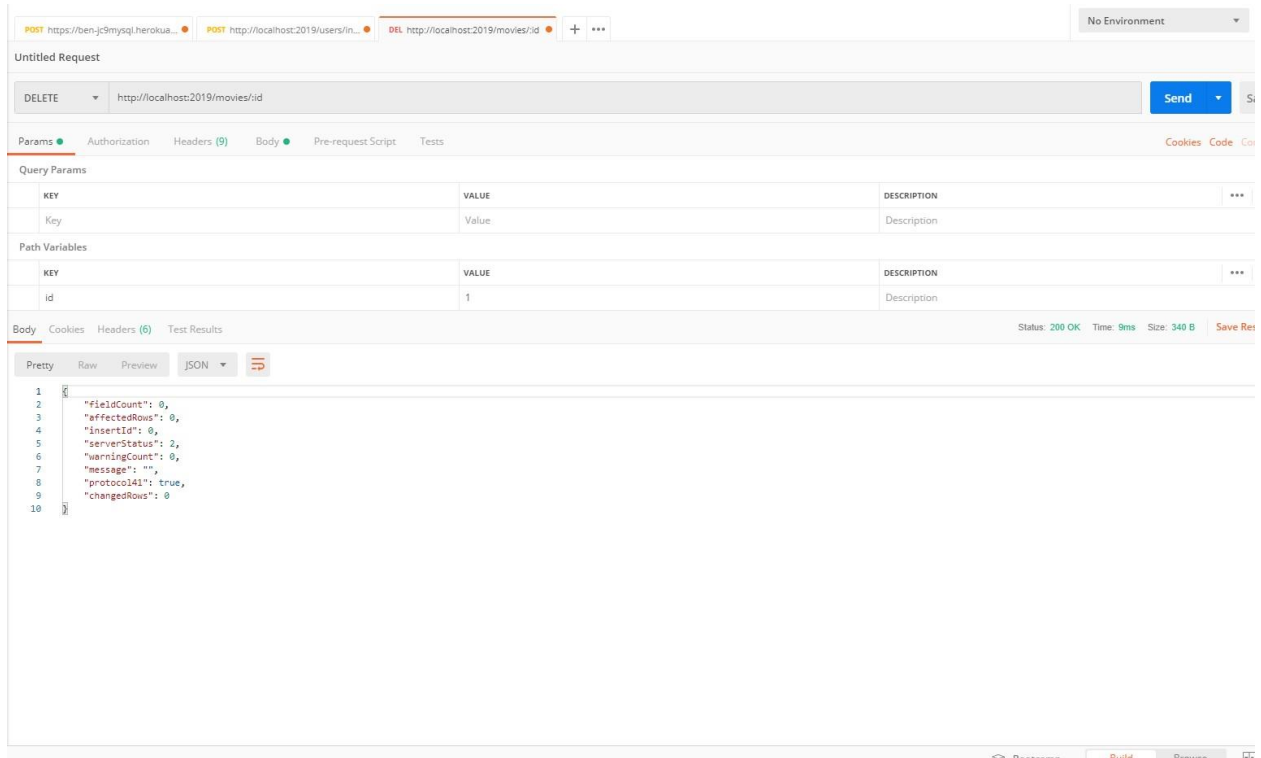 POST https://ben-jc9mysql.herokua... POST http://localhost:2019/users/in... DEL http://localhost:2019/movies/:id + ••• No Environment
Untitled Request
DELETE http://localhost:2019/movies/:id Send
Params Authorization Headers (9) Body Pre-request Script Tests Cookies Code
Query Params
KEY VALUE DESCRIPTION •••
Key Value Description
Path Variables
KEY VALUE DESCRIPTION •••
id 1 Description
Body Cookies Headers (6) Test Results Status: 200 OK Time: 9ms Size: 340 B Save Res
Pretty Raw Preview JSON
1 {
2 "fieldCount": 0,
3 "affectedRows": 0,
4 "insertId": 0,
5 "serverStatus": 2,
6 "warningCount": 0,
7 "message": "",
8 "protocol41": true,
9 "changedRows": 0
10 }
Build Browse